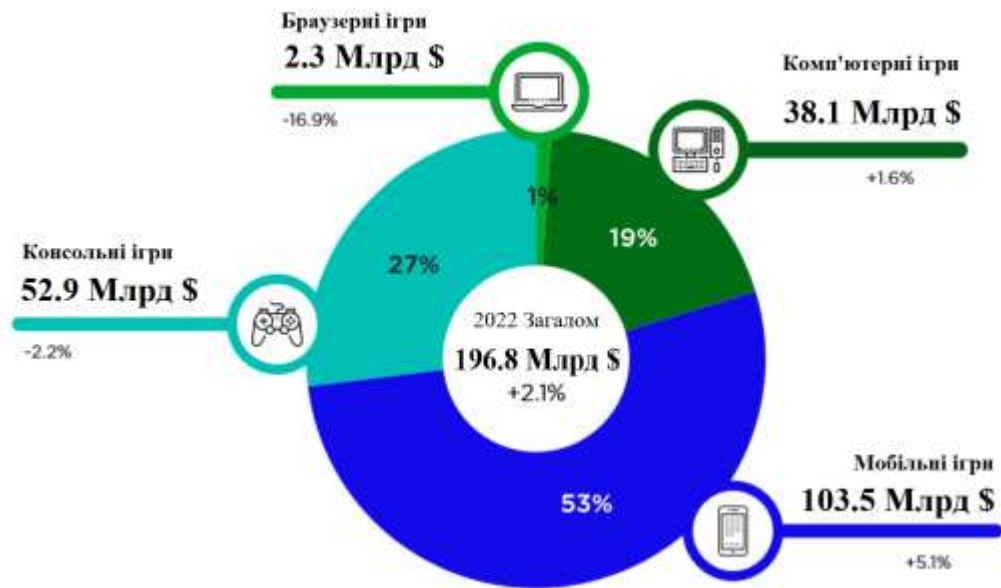 Браузерні ігри
2.3 Млрд $
-16.9%
Комп'ютерні ігри
38.1 Млрд $
+1.6%
1%
19%
27%
Консольні ігри
52.9 Млрд $
-2.2%
2022 Загалом
196.8 Млрд $
+2.1%
53%
Мобільні ігри
103.5 Млрд $
+5.1%